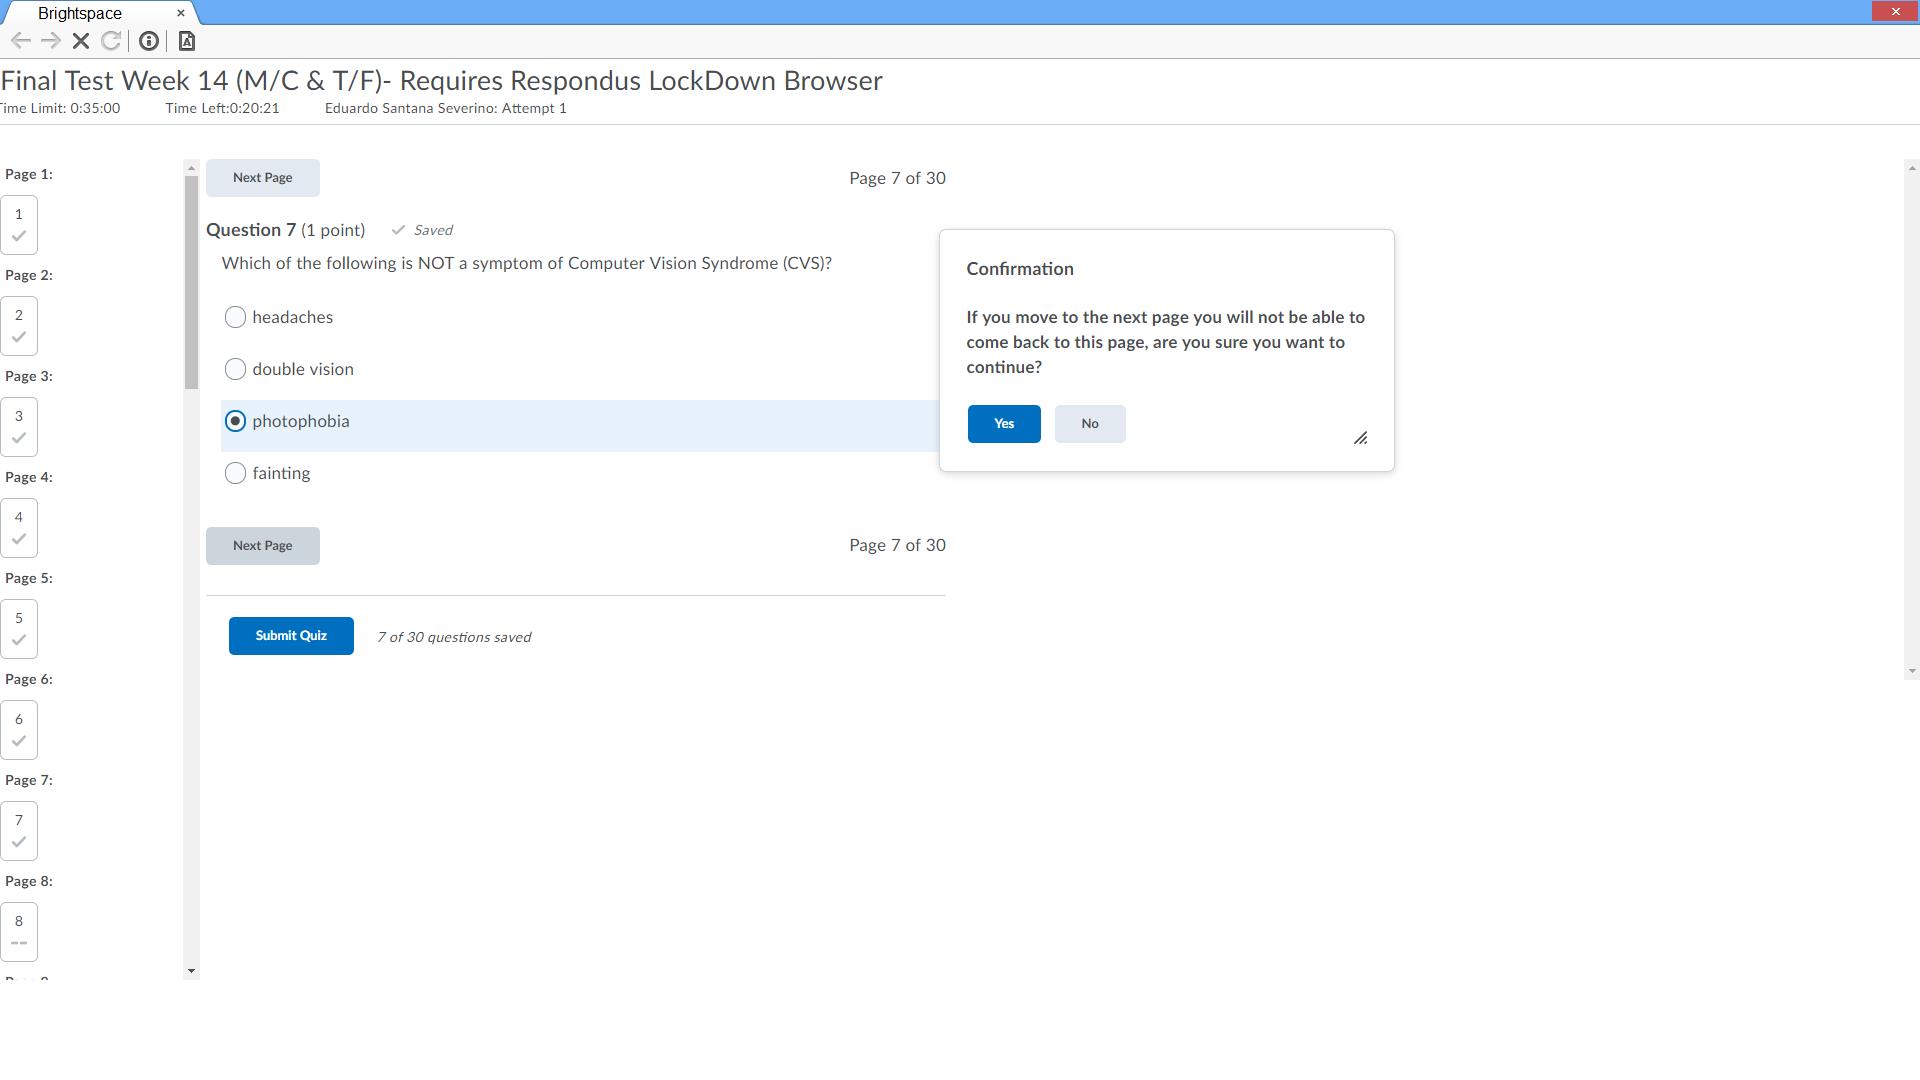 Brightspace
Final Test Week 14 (M/C & T/F)- Requires Respondus LockDown Browser
Time Limit: 0:35:00 Time Left:0:20:21 Eduardo Santana Severino: Attempt 1
Page 1:
1
Page 2:
2
Page 3:
3
Page 4:
4
Page 5:
5
Page 6:
6
Page 7:
7
Page 8:
8
Next Page
Page 7 of 30
Question 7 (1 point) Saved
Which of the following is NOT a symptom of Computer Vision Syndrome (CVS)?
headaches
double vision
photophobia
fainting
Next Page
Page 7 of 30
Submit Quiz
7 of 30 questions saved
Confirmation
If you move to the next page you will not be able to
come back to this page, are you sure you want to
continue?
Yes
No